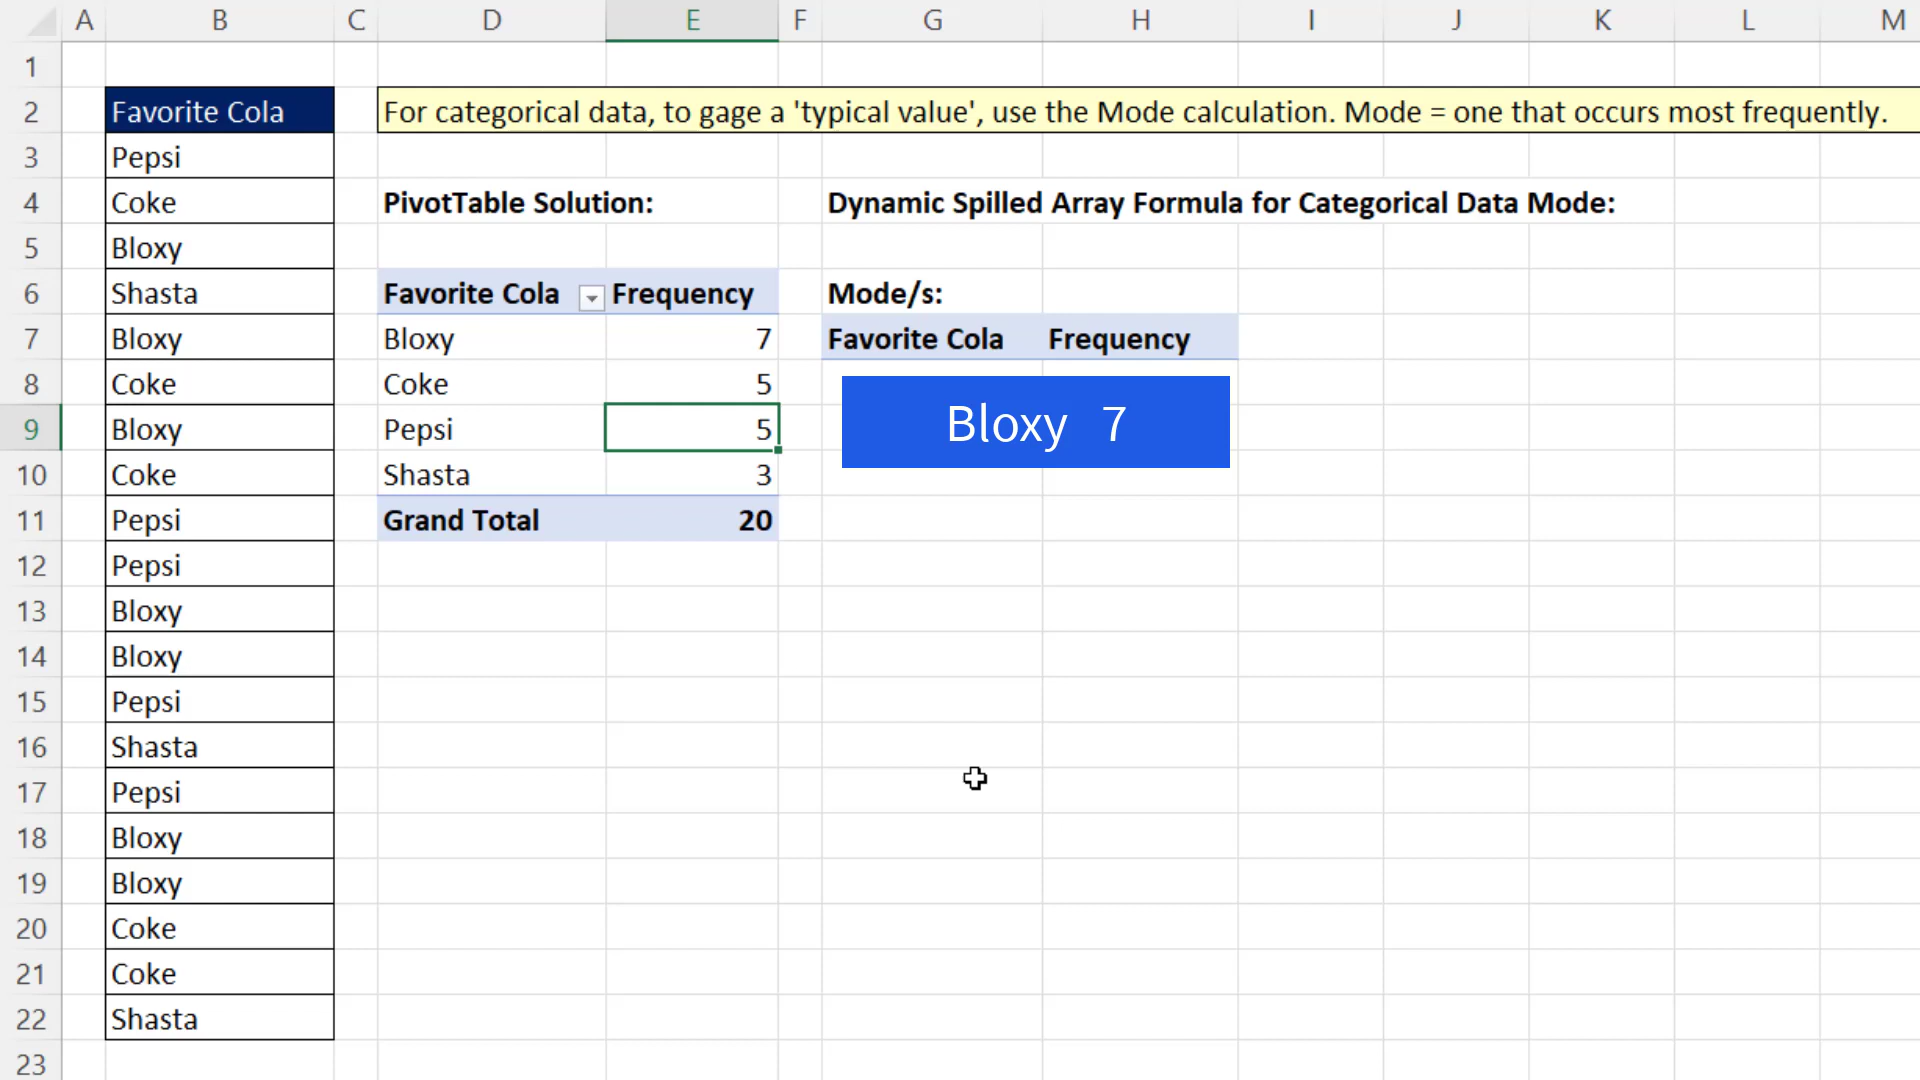 A B C D E F G H I J K L M
1
2 Favorite Cola For categorical data, to gage a 'typical value', use the Mode calculation. Mode = one that occurs most frequently.
3 Pepsi
4 Coke PivotTable Solution: Dynamic Spilled Array Formula for Categorical Data Mode:
5 Bloxy
6 Shasta Favorite Cola Frequency Mode/s:
7 Bloxy Bloxy 7 Favorite Cola Frequency
8 Coke Coke 5
9 Bloxy Pepsi 5 Bloxy 7
10 Coke Shasta 3
11 Pepsi Grand Total 20
12 Pepsi
13 Bloxy
14 Bloxy
15 Pepsi
16 Shasta
17 Pepsi
18 Bloxy
19 Bloxy
20 Coke
21 Coke
22 Shasta
23